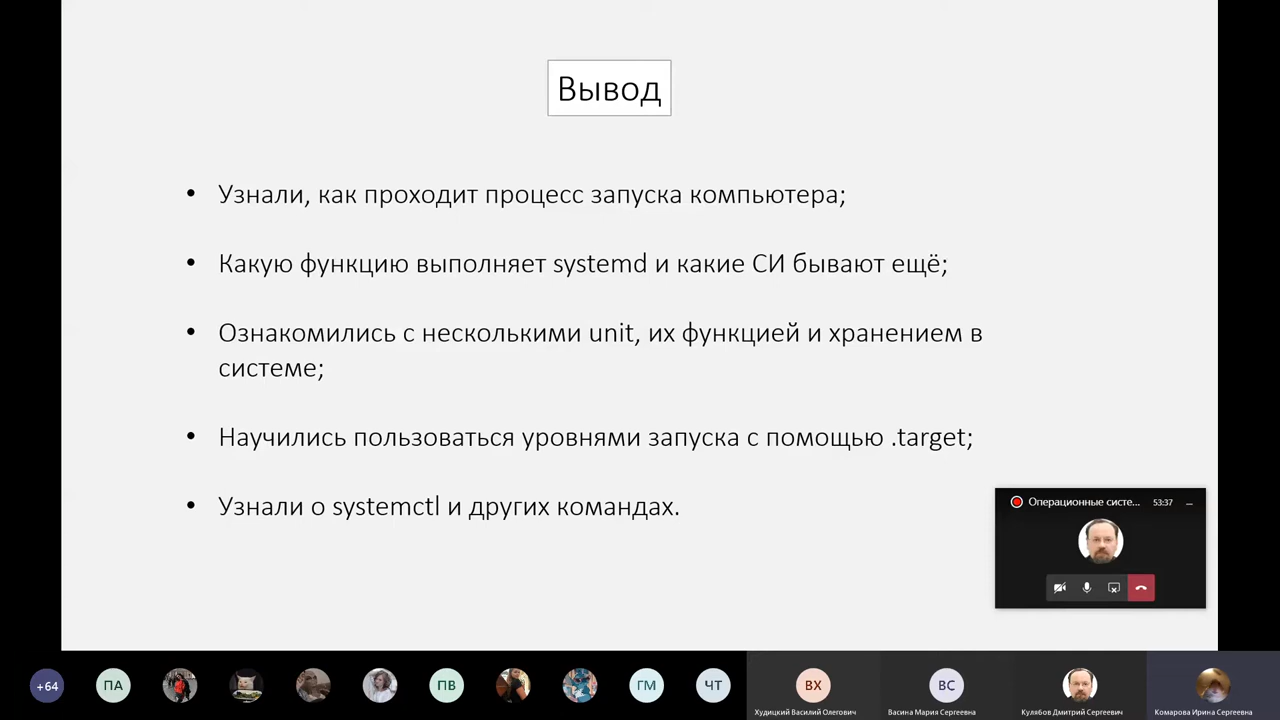 Вывод
• Узнали, как проходит процесс запуска компьютера;
• Какую функцию выполняет systemd и какие СИ бывают ещё;
• Ознакомились с несколькими unit, их функцией и хранением в
системе;
• Научились пользоваться уровнями запуска с помощью .target;
• Узнали о systemctl и других командах.
Операционные систе... 53:37
+64 ПА ПВ ГМ ЧТ ВХ ВС
Худицкий Василий Олегович Васина Мария Сергеевна Кулябов Дмитрий Сергеевич Комарова Ирина Сергеевна